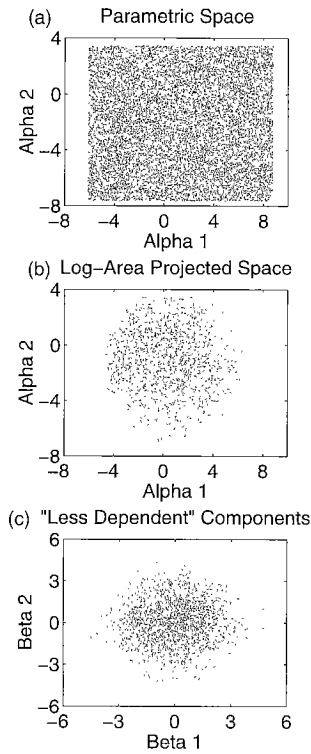 (a) Parametric Space
4
0
−4
−8
Alpha 2
−8 −4 0 4 8
Alpha 1
(b) Log−Area Projected Space
4
0
−4
−8
Alpha 2
−8 −4 0 4 8
Alpha 1
(c) "Less Dependent" Components
6
3
0
−3
−6
Beta 2
−6 −3 0 3 6
Beta 1